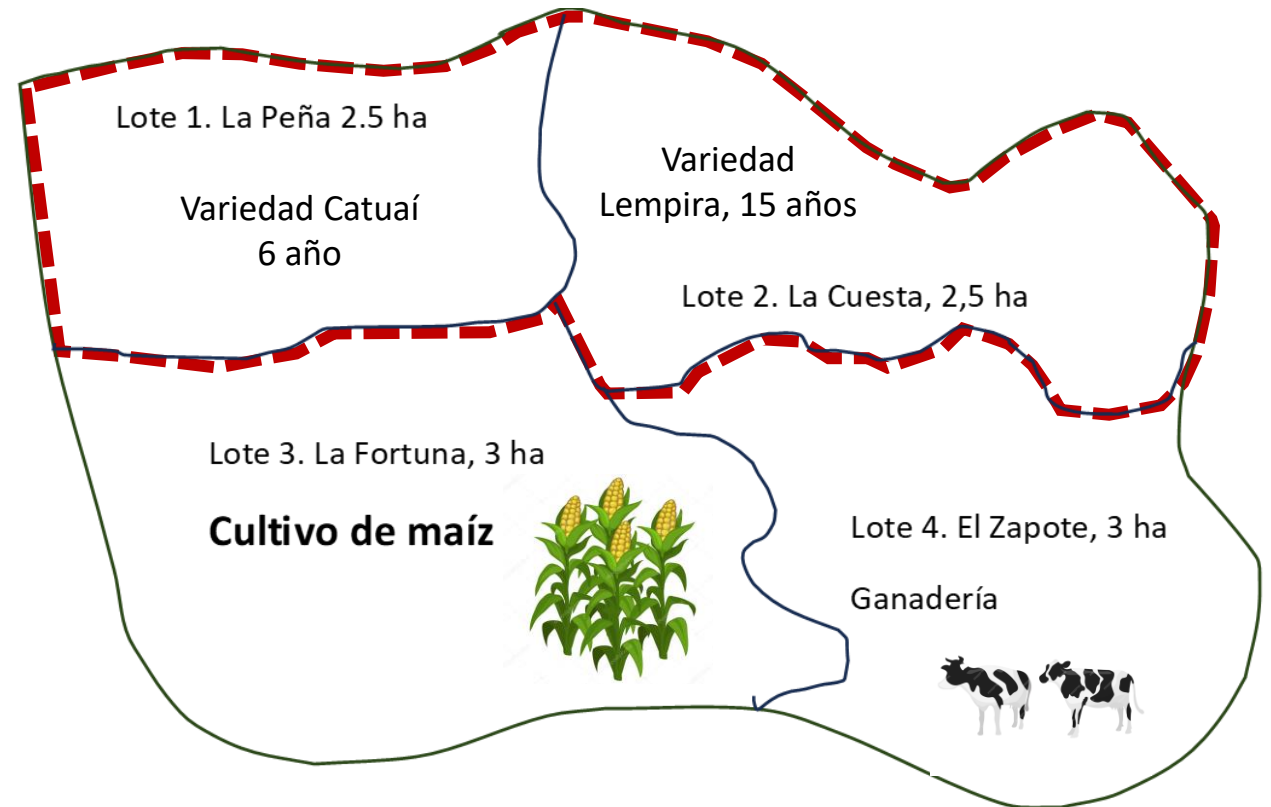 Lote 1. La Peña 2.5 ha
Variedad Catuaí
6 año
Variedad
Lempira, 15 años
Lote 2. La Cuesta, 2,5 ha
Lote 3. La Fortuna, 3 ha
Cultivo de maíz
Lote 4. El Zapote, 3 ha
Ganadería